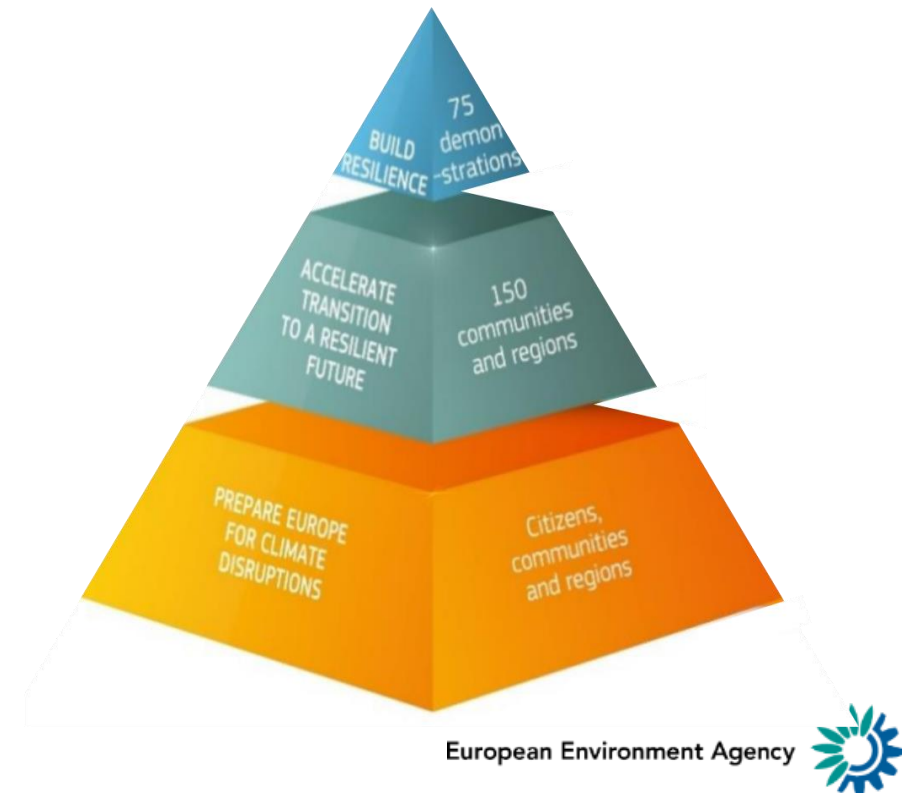 BUILD
RESILIENCE
75
demon
-strations
ACCELERATE
TRANSITION
TO A RESILIENT
FUTURE
150
communities
and regions
PREPARE EUROPE
FOR CLIMATE
DISRUPTIONS
Citizens,
communities
and regions
European Environment Agency